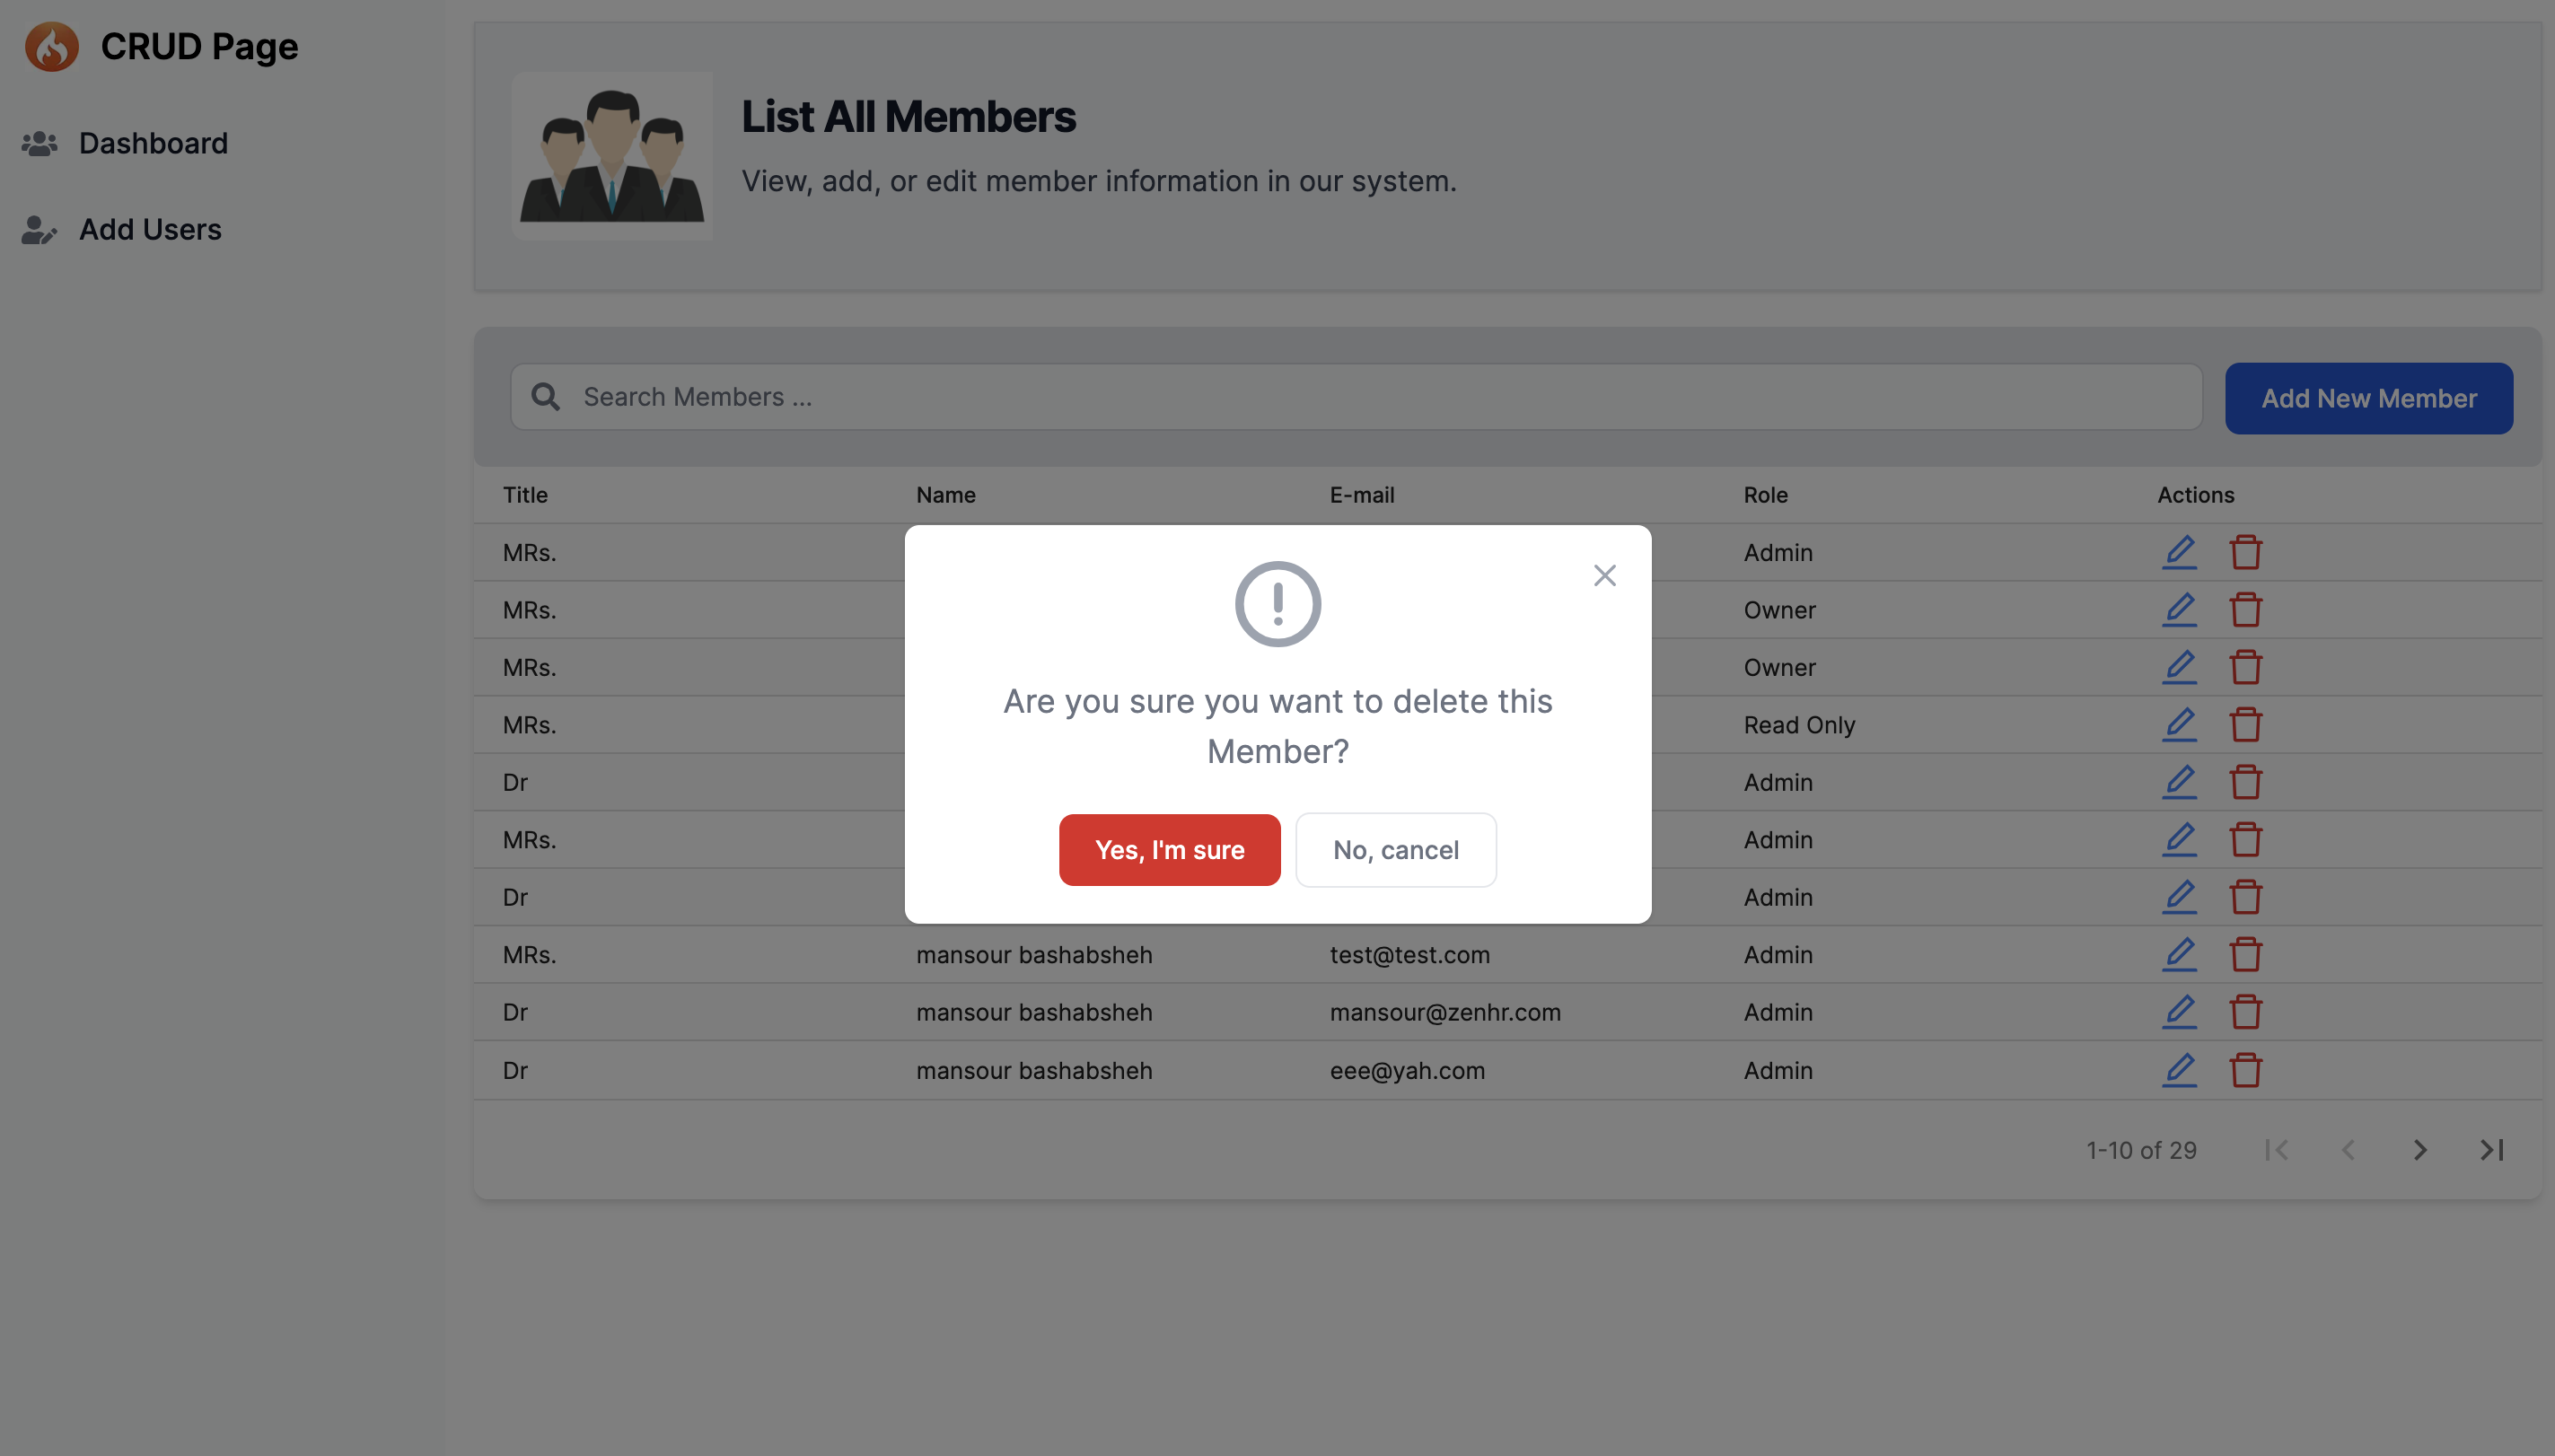 CRUD Page
Dashboard
Add Users
List All Members
View, add, or edit member information in our system.
Search Members ...
Add New Member
Title Name E-mail Role Actions
MRs. Admin
MRs. Owner
MRs. Owner
MRs. Read Only
Dr Admin
MRs. Admin
Dr Admin
MRs. mansour bashabsheh test@test.com Admin
Dr mansour bashabsheh mansour@zenhr.com Admin
Dr mansour bashabsheh eee@yah.com Admin
1-10 of 29
Are you sure you want to delete this
Member?
Yes, I'm sure
No, cancel